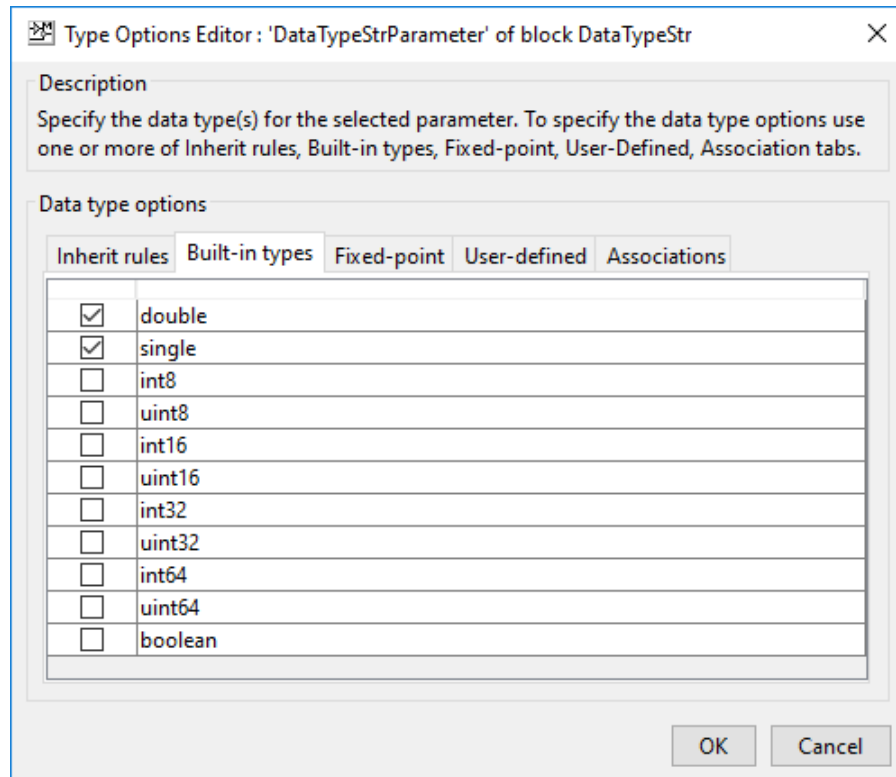 Type Options Editor : 'DataTypeStrParameter' of block DataTypeStr
Description
Specify the data type(s) for the selected parameter. To specify the data type options use
one or more of Inherit rules, Built-in types, Fixed-point, User-Defined, Association tabs.
Data type options
Inherit rules Built-in types Fixed-point User-defined Associations
double
single
int8
uint8
int16
uint16
int32
uint32
int64
uint64
boolean
OK Cancel